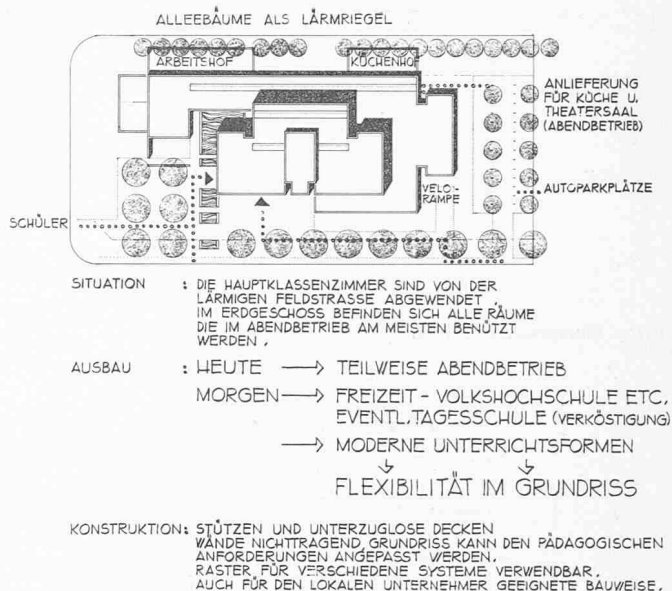 ALLEEBÄUME ALS LÄRMRIEGEL
ARBEITEHOF
KÜCHENHOF
ANLIEFERUNG
FÜR KÜCHE U.
THEATERSAAL
(ABENDBETRIEB)
AUTOPARKPLÄTZE
VELO-
RAMPE
SCHÜLER
SITUATION : DIE HAUPTKLASSENZIMMER SIND VON DER
LÄRMIGEN FELDSTRASSE ABGEWENDET.
IM ERDGESCHOSS BEFINDEN SICH ALLE RÄUME
DIE IM ABENDBETRIEB AM MEISTEN BENÜTZT
WERDEN.
AUSBAU : HEUTE → TEILWEISE ABENDBETRIEB
MORGEN → FREIZEIT - VOLKSHOCHSCHULE ETC.
EVENTL. TAGESSCHULE (VERKÖSTIGUNG)
→ MODERNE UNTERRICHTSFORMEN
FLEXIBILITÄT IM GRUNDRISS
KONSTRUKTION: STÜTZEN UND UNTERZUGLOSE DECKEN
WÄNDE NICHTTRAGEND, GRUNDRISS KANN DEN PÄDAGOGISCHEN
ANFORDERUNGEN ANGEPASST WERDEN.
RASTER FÜR VERSCHIEDENE SYSTEME VERWENDBAR.
AUCH FÜR DEN LOKALEN UNTERNEHMER GEEIGNETE BAUWEISE.